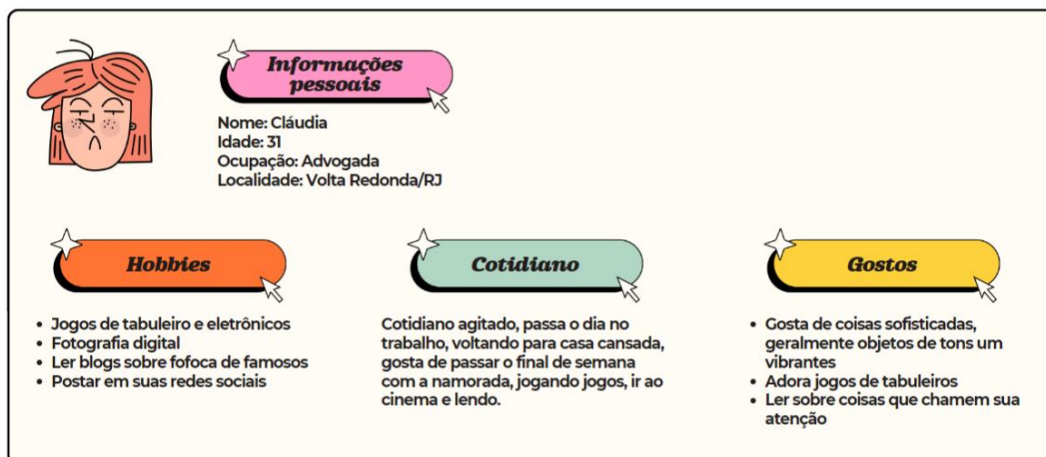 Informações
pessoais
Nome: Cláudia
Idade: 31
Ocupação: Advogada
Localidade: Volta Redonda/RJ
Hobbies
• Jogos de tabuleiro e eletrônicos
• Fotografia digital
• Ler blogs sobre fofoca de famosos
• Postar em suas redes sociais
Cotidiano
Cotidiano agitado, passa o dia no
trabalho, voltando para casa cansada,
gosta de passar o final de semana
com a namorada, jogando jogos, ir ao
cinema e lendo.
Gostos
• Gosta de coisas sofisticadas,
geralmente objetos de tons um
vibrantes
• Adora jogos de tabuleiros
• Ler sobre coisas que chamem sua
atenção